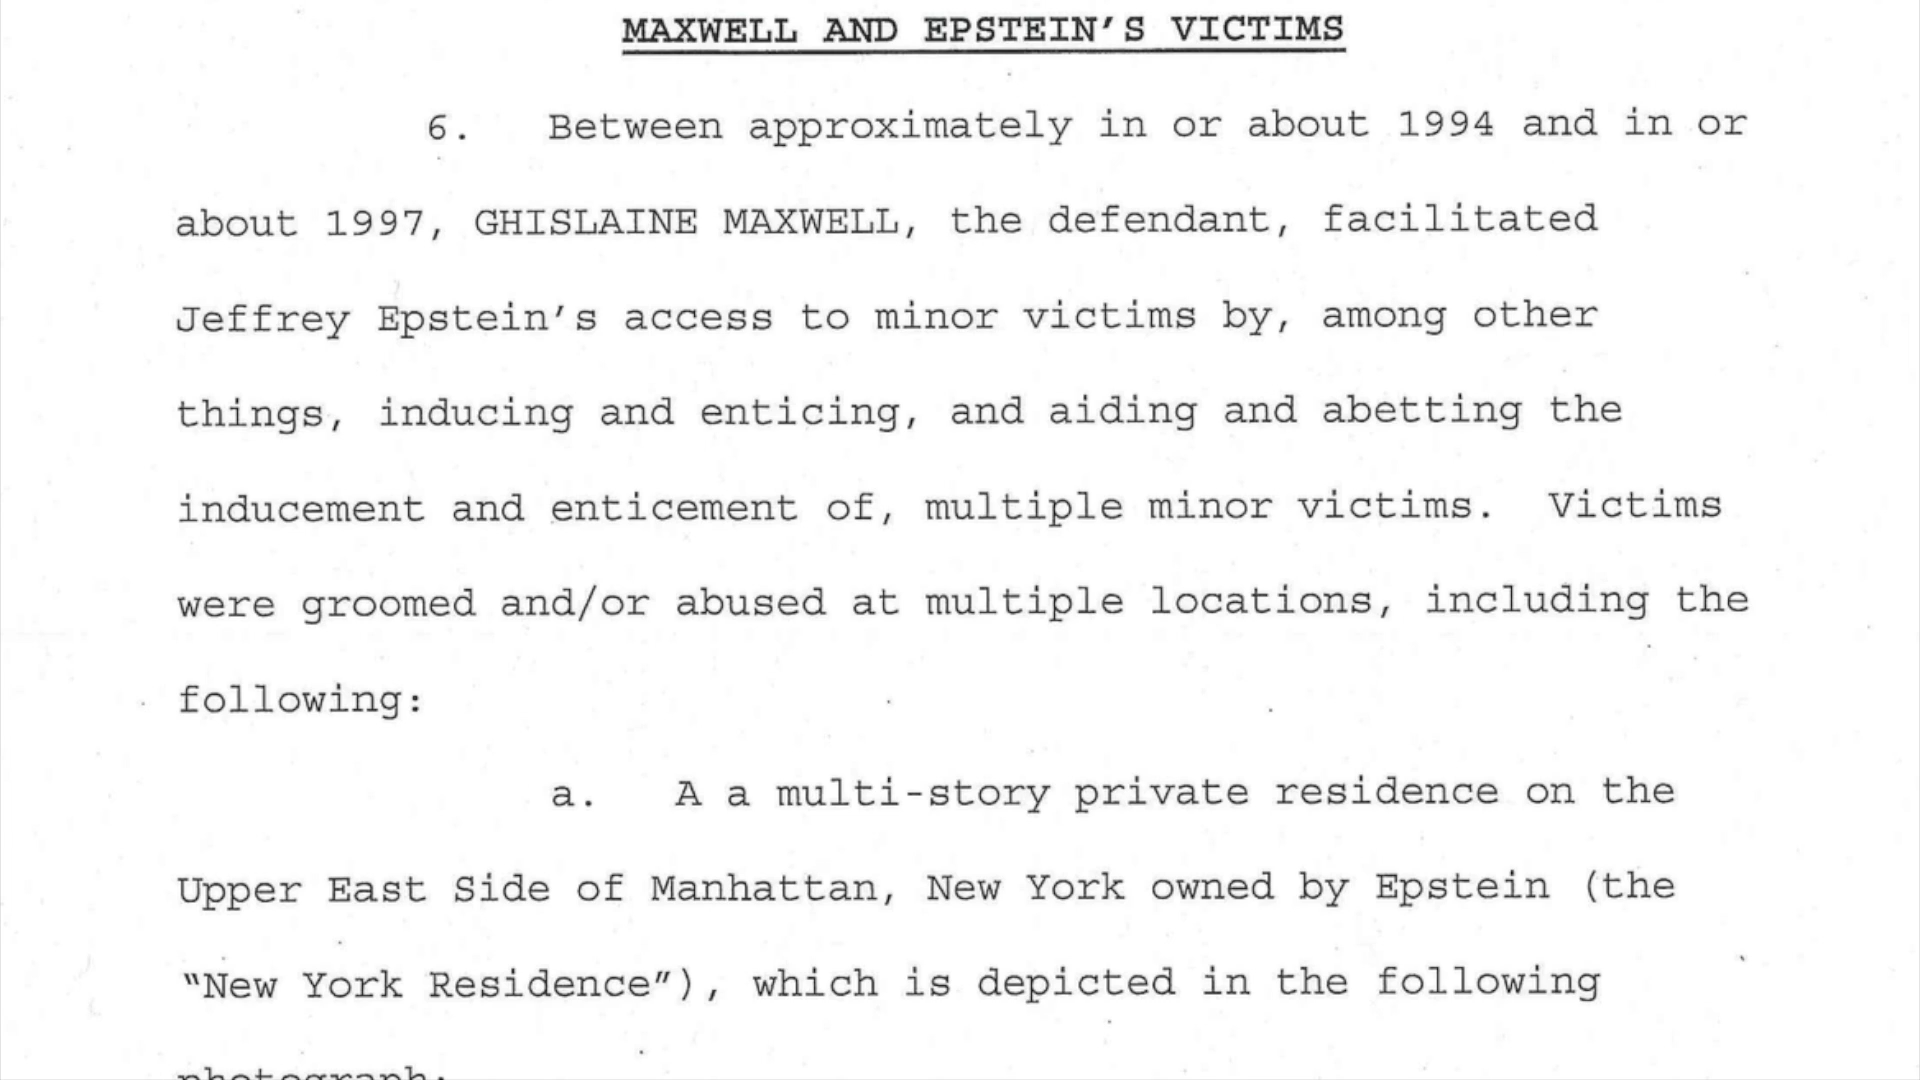 MAXWELL AND EPSTEIN'S VICTIMS
6. Between approximately in or about 1994 and in or
about 1997, GHISLAINE MAXWELL, the defendant, facilitated
Jeffrey Epstein's access to minor victims by, among other
things, inducing and enticing, and aiding and abetting the
inducement and enticement of, multiple minor victims. Victims
were groomed and/or abused at multiple locations, including the
following:
a. A a multi-story private residence on the
Upper East Side of Manhattan, New York owned by Epstein (the
“New York Residence”), which is depicted in the following
photograph: